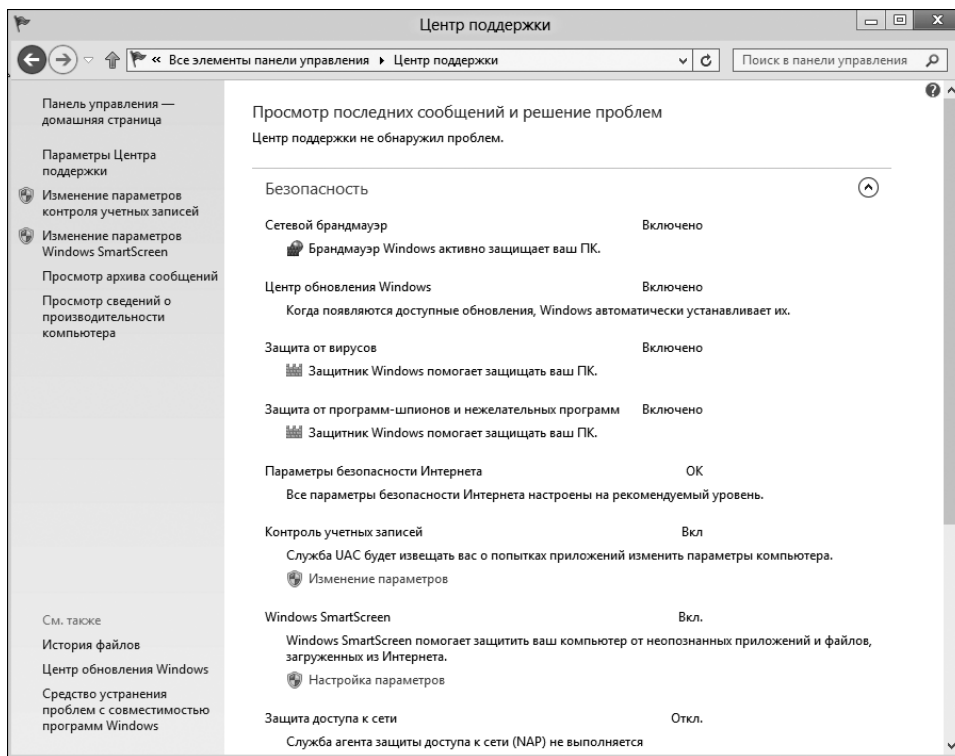 Центр поддержки
« Все элементы панели управления ▸ Центр поддержки
Поиск в панели управления
Панель управления —
домашняя страница
Параметры Центра
поддержки
Изменение параметров
контроля учетных записей
Изменение параметров
Windows SmartScreen
Просмотр архива сообщений
Просмотр сведений о
производительности
компьютера
См. также
История файлов
Центр обновления Windows
Средство устранения
проблем с совместимостью
программ Windows
Просмотр последних сообщений и решение проблем
Центр поддержки не обнаружил проблем.
Безопасность
Сетевой брандмауэр Включено
Брандмауэр Windows активно защищает ваш ПК.
Центр обновления Windows Включено
Когда появляются доступные обновления, Windows автоматически устанавливает их.
Защита от вирусов Включено
Защитник Windows помогает защищать ваш ПК.
Защита от программ-шпионов и нежелательных программ Включено
Защитник Windows помогает защищать ваш ПК.
Параметры безопасности Интернета ОК
Все параметры безопасности Интернета настроены на рекомендуемый уровень.
Контроль учетных записей Вкл
Служба UAC будет извещать вас о попытках приложений изменить параметры компьютера.
Изменение параметров
Windows SmartScreen Вкл.
Windows SmartScreen помогает защитить ваш компьютер от неопознанных приложений и файлов,
загруженных из Интернета.
Настройка параметров
Защита доступа к сети Откл.
Служба агента защиты доступа к сети (NAP) не выполняется